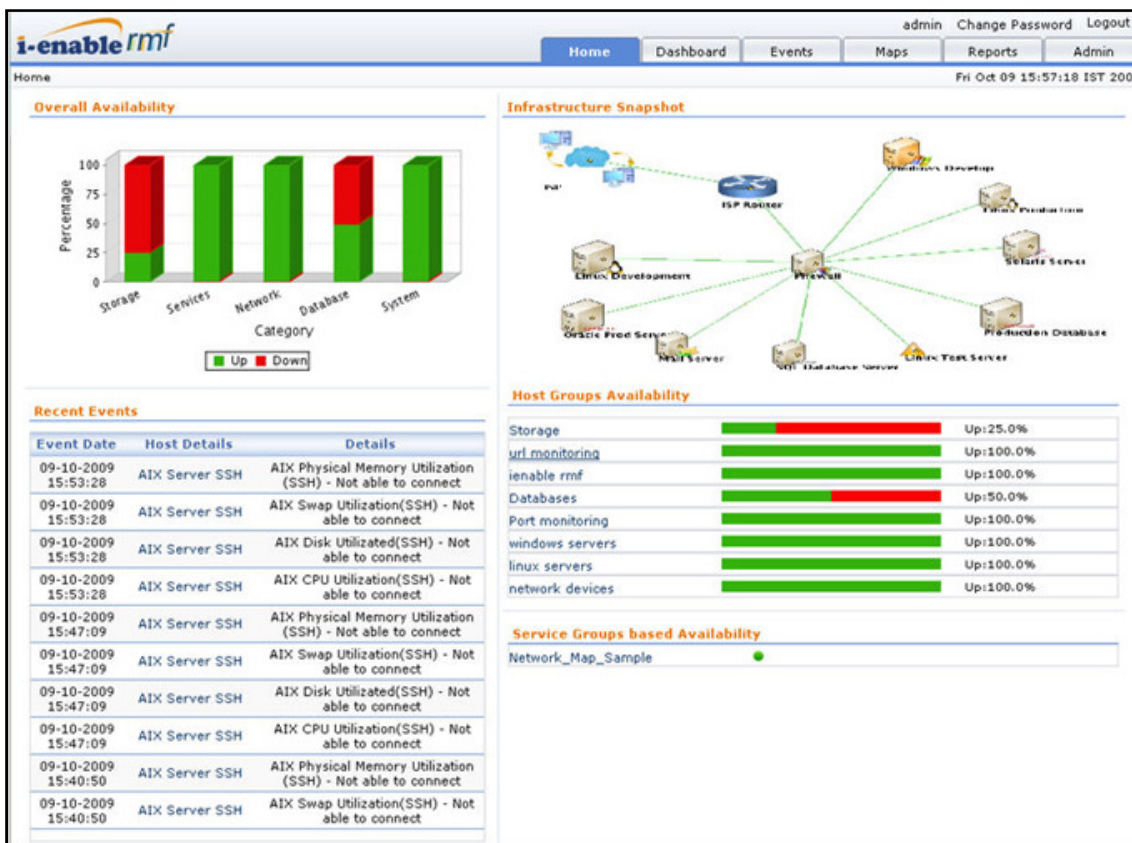 i-enable rmf
admin Change Password Logout
Home Dashboard Events Maps Reports Admin
Home
Fri Oct 09 15:57:18 IST 200
Overall Availability
Percentage
100
75
50
25
0
Storage Services Network Database System
Category
Up Down
Recent Events
Event Date Host Details Details
09-10-2009 15:53:28 AIX Server SSH AIX Physical Memory Utilization (SSH) - Not able to connect
09-10-2009 15:53:28 AIX Server SSH AIX Swap Utilization(SSH) - Not able to connect
09-10-2009 15:53:28 AIX Server SSH AIX Disk Utilizated(SSH) - Not able to connect
09-10-2009 15:53:28 AIX Server SSH AIX CPU Utilization(SSH) - Not able to connect
09-10-2009 15:47:09 AIX Server SSH AIX Physical Memory Utilization (SSH) - Not able to connect
09-10-2009 15:47:09 AIX Server SSH AIX Swap Utilization(SSH) - Not able to connect
09-10-2009 15:47:09 AIX Server SSH AIX Disk Utilizated(SSH) - Not able to connect
09-10-2009 15:47:09 AIX Server SSH AIX CPU Utilization(SSH) - Not able to connect
09-10-2009 15:40:50 AIX Server SSH AIX Physical Memory Utilization (SSH) - Not able to connect
09-10-2009 15:40:50 AIX Server SSH AIX Swap Utilization(SSH) - Not able to connect
Infrastructure Snapshot
Windows Develop
ISP Router
Linux Production
Solaris Server
Linux Development
Firewall
Oracle Prod Serve
Production Database
Mail Server
SQL Database Server
Linux Test Server
Host Groups Availability
Storage Up:25.0%
url monitoring Up:100.0%
ienable rmf Up:100.0%
Databases Up:50.0%
Port monitoring Up:100.0%
windows servers Up:100.0%
linux servers Up:100.0%
network devices Up:100.0%
Service Groups based Availability
Network_Map_Sample